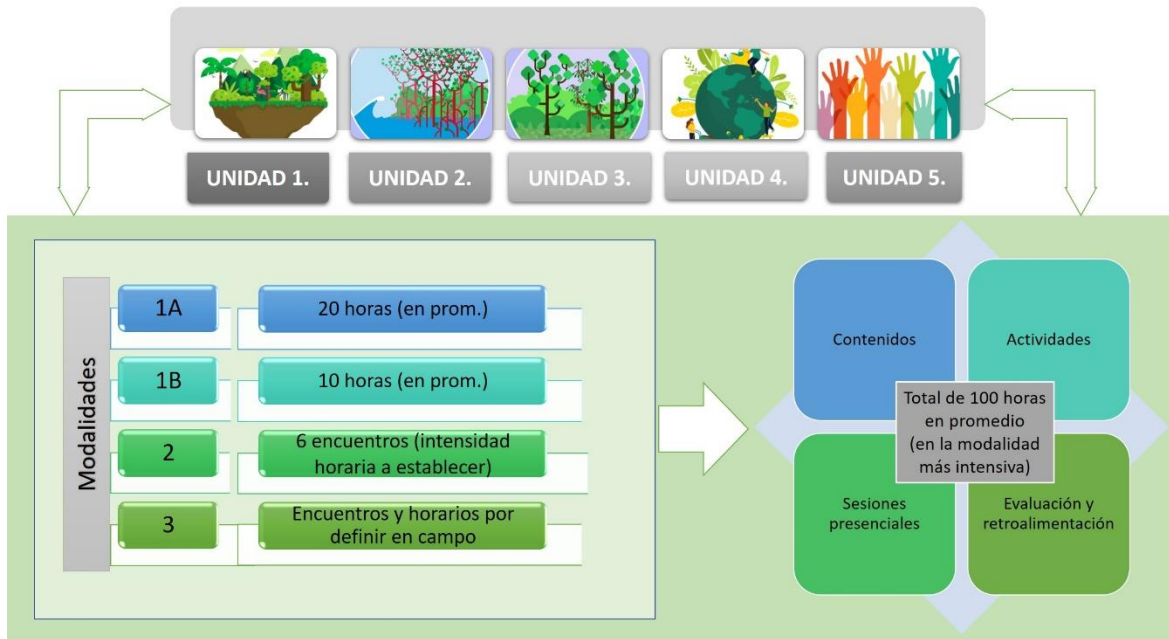 UNIDAD 1.
UNIDAD 2.
UNIDAD 3.
UNIDAD 4.
UNIDAD 5.
Modalidades
1A
20 horas (en prom.)
1B
10 horas (en prom.)
2
6 encuentros (intensidad
horaria a establecer)
3
Encuentros y horarios por
definir en campo
Contenidos
Actividades
Total de 100 horas
en promedio
(en la modalidad
más intensiva)
Sesiones
presenciales
Evaluación y
retroalimentación